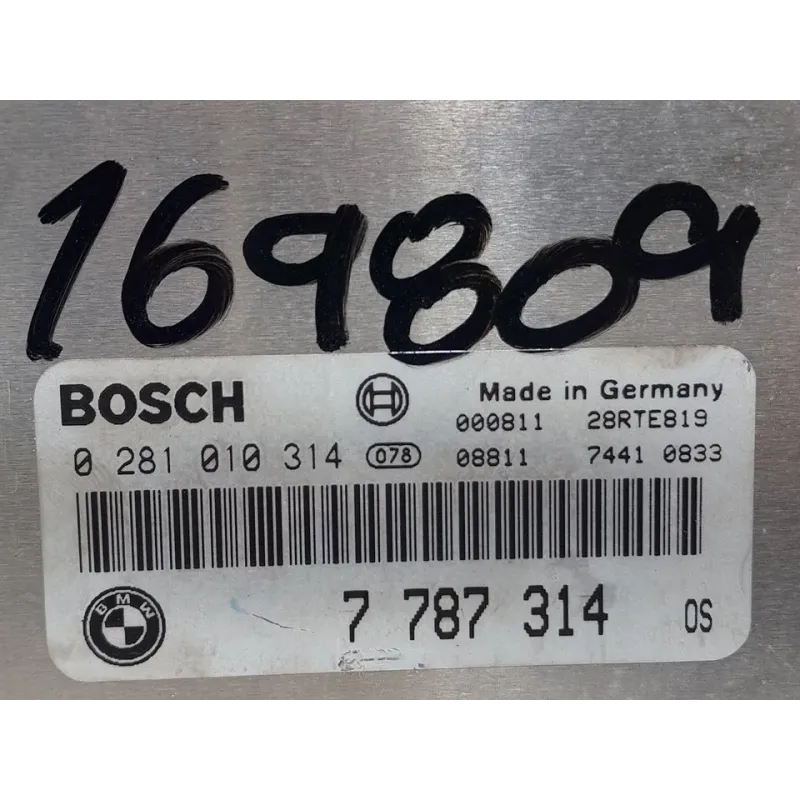 169809
BOSCH Made in Germany
000811 28RTE819
0 281 010 314 078 08811 7441 0833
BMW 7 787 314 OS